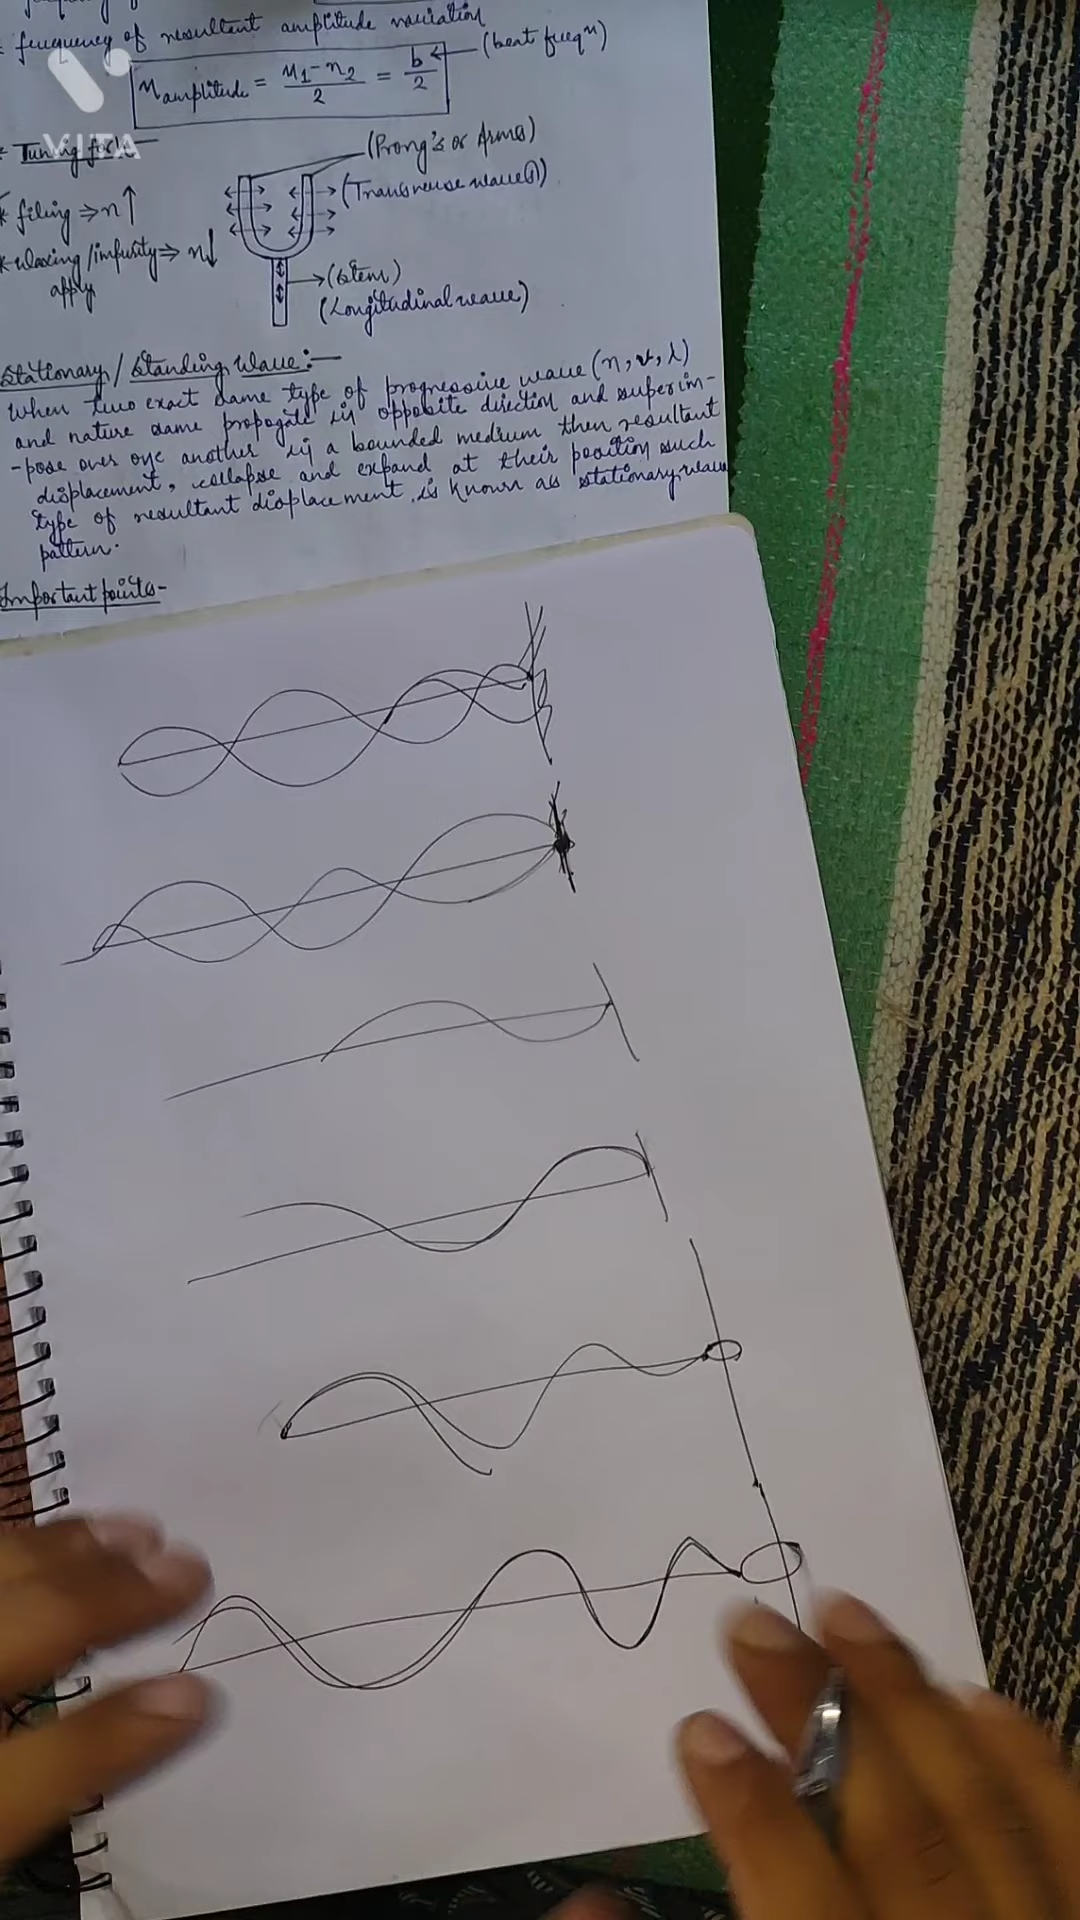 frequency of resultant amplitude variation
n amplitude = n1 - n2 / 2 = b / 2 (beat freqn)
VITA
Tuning fork
(Prong's or Arms)
(Transverse wave)
* filing ⇒ n↑
* waxing/impurity ⇒ n↓
apply
(stem)
(Longitudinal wave)
Stationary / Standing Wave:-
When two exact same type of progressive wave (n, v, λ)
and nature same propagate in opposite direction and superim-
-pose over one another in a bounded medium then resultant
displacement, collapse and expand at their position such
type of resultant displacement, is known as stationary wave
pattern.
Important points-